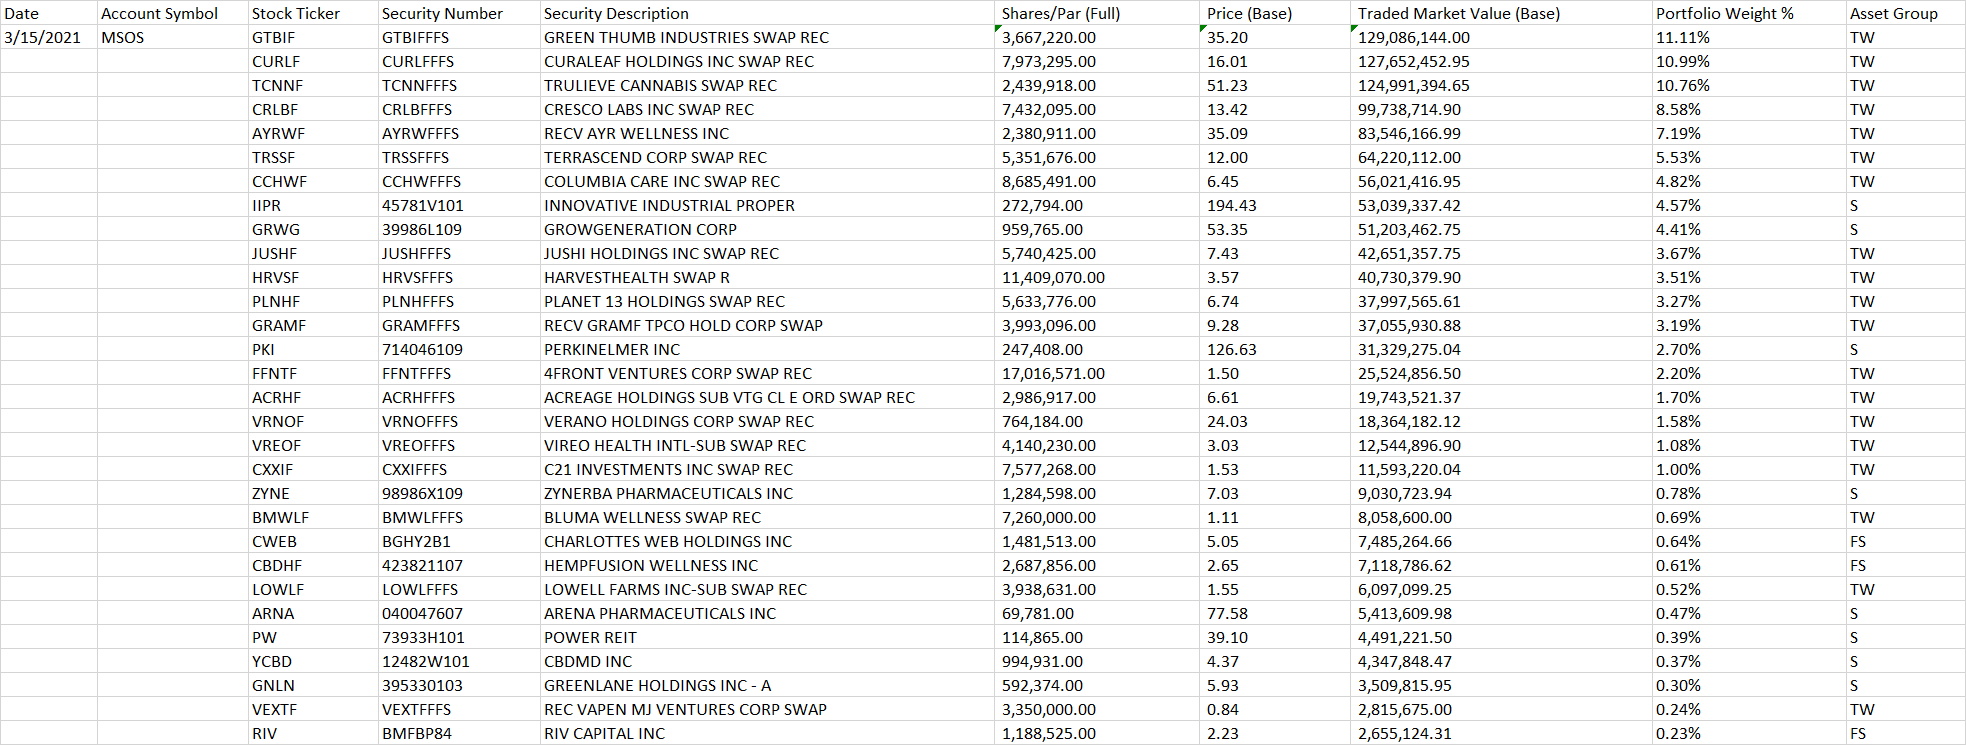 Date Account Symbol Stock Ticker Security Number Security Description Shares/Par (Full) Price (Base) Traded Market Value (Base) Portfolio Weight % Asset Group
3/15/2021 MSOS GTBIF GTBIFFFS GREEN THUMB INDUSTRIES SWAP REC 3,667,220.00 35.20 129,086,144.00 11.11% TW
CURLF CURLFFFS CURALEAF HOLDINGS INC SWAP REC 7,973,295.00 16.01 127,652,452.95 10.99% TW
TCNNF TCNNFFFS TRULIEVE CANNABIS SWAP REC 2,439,918.00 51.23 124,991,394.65 10.76% TW
CRLBF CRLBFFFS CRESCO LABS INC SWAP REC 7,432,095.00 13.42 99,738,714.90 8.58% TW
AYRWF AYRWFFFS RECV AYR WELLNESS INC 2,380,911.00 35.09 83,546,166.99 7.19% TW
TRSSF TRSSFFFS TERRASCEND CORP SWAP REC 5,351,676.00 12.00 64,220,112.00 5.53% TW
CCHWF CCHWFFFS COLUMBIA CARE INC SWAP REC 8,685,491.00 6.45 56,021,416.95 4.82% TW
IIPR 45781V101 INNOVATIVE INDUSTRIAL PROPER 272,794.00 194.43 53,039,337.42 4.57% S
GRWG 39986L109 GROWGENERATION CORP 959,765.00 53.35 51,203,462.75 4.41% S
JUSHF JUSHFFFS JUSHI HOLDINGS INC SWAP REC 5,740,425.00 7.43 42,651,357.75 3.67% TW
HRVSF HRVSFFFS HARVESTHEALTH SWAP R 11,409,070.00 3.57 40,730,379.90 3.51% TW
PLNHF PLNHFFFS PLANET 13 HOLDINGS SWAP REC 5,633,776.00 6.74 37,997,565.61 3.27% TW
GRAMF GRAMFFFS RECV GRAMF TPCO HOLD CORP SWAP 3,993,096.00 9.28 37,055,930.88 3.19% TW
PKI 714046109 PERKINELMER INC 247,408.00 126.63 31,329,275.04 2.70% S
FFNTF FFNTFFFS 4FRONT VENTURES CORP SWAP REC 17,016,571.00 1.50 25,524,856.50 2.20% TW
ACRHF ACRHFFFS ACREAGE HOLDINGS SUB VTG CL E ORD SWAP REC 2,986,917.00 6.61 19,743,521.37 1.70% TW
VRNOF VRNOFFFS VERANO HOLDINGS CORP SWAP REC 764,184.00 24.03 18,364,182.12 1.58% TW
VREOF VREOFFFS VIREO HEALTH INTL-SUB SWAP REC 4,140,230.00 3.03 12,544,896.90 1.08% TW
CXXIF CXXIFFFS C21 INVESTMENTS INC SWAP REC 7,577,268.00 1.53 11,593,220.04 1.00% TW
ZYNE 98986X109 ZYNERBA PHARMACEUTICALS INC 1,284,598.00 7.03 9,030,723.94 0.78% S
BMWLF BMWLFFFS BLUMA WELLNESS SWAP REC 7,260,000.00 1.11 8,058,600.00 0.69% TW
CWEB BGHY2B1 CHARLOTTES WEB HOLDINGS INC 1,481,513.00 5.05 7,485,264.66 0.64% FS
CBDHF 423821107 HEMPFUSION WELLNESS INC 2,687,856.00 2.65 7,118,786.62 0.61% FS
LOWLF LOWLFFFS LOWELL FARMS INC-SUB SWAP REC 3,938,631.00 1.55 6,097,099.25 0.52% TW
ARNA 040047607 ARENA PHARMACEUTICALS INC 69,781.00 77.58 5,413,609.98 0.47% S
PW 73933H101 POWER REIT 114,865.00 39.10 4,491,221.50 0.39% S
YCBD 12482W101 CBDMD INC 994,931.00 4.37 4,347,848.47 0.37% S
GNLN 395330103 GREENLANE HOLDINGS INC - A 592,374.00 5.93 3,509,815.95 0.30% S
VEXTF VEXTFFFS REC VAPEN MJ VENTURES CORP SWAP 3,350,000.00 0.84 2,815,675.00 0.24% TW
RIV BMFBP84 RIV CAPITAL INC 1,188,525.00 2.23 2,655,124.31 0.23% FS